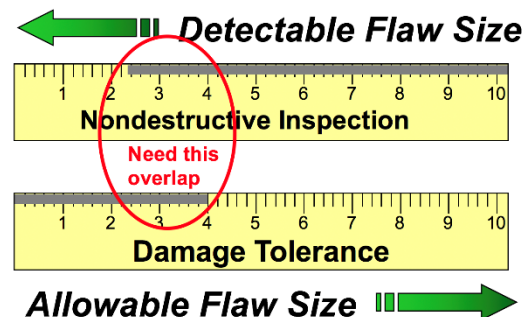 Detectable Flaw Size
1 2 3 4 5 6 7 8 9 10
Nondestructive Inspection
Need this
overlap
1 2 3 4 5 6 7 8 9 10
Damage Tolerance
Allowable Flaw Size